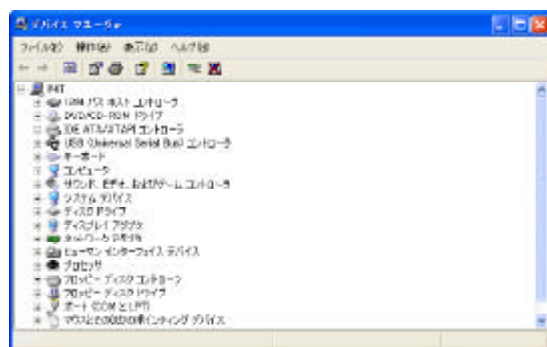 デバイス マネージャ
ファイル(F) 操作(A) 表示(V) ヘルプ(H)
バス ホスト コントローラ
DVD/CD-ROM ドライブ
IDE ATA/ATAPI コントローラ
USB (Universal Serial Bus) コントローラ
キーボード
コンピュータ
サウンド、ビデオ、およびゲーム コントローラ
システム デバイス
ディスク ドライブ
ディスプレイ アダプタ
ネットワーク アダプタ
ヒューマン インターフェイス デバイス
プロセッサ
フロッピー ディスク コントローラ
フロッピー ディスク ドライブ
ポート (COM と LPT)
マウスとそのほかのポインティング デバイス